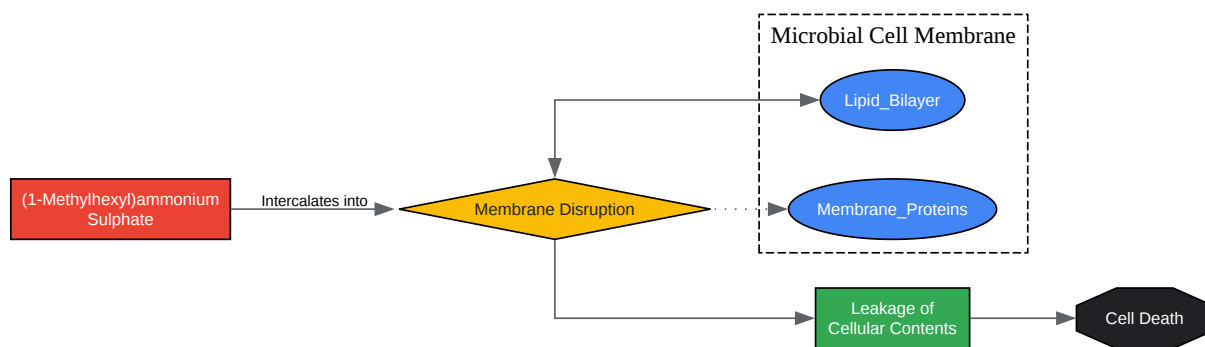 Microbial Cell Membrane
Lipid_Bilayer
(1-Methylhexyl)ammonium
Sulphate
Intercalates into
Membrane Disruption
Membrane_Proteins
Leakage of
Cellular Contents
Cell Death